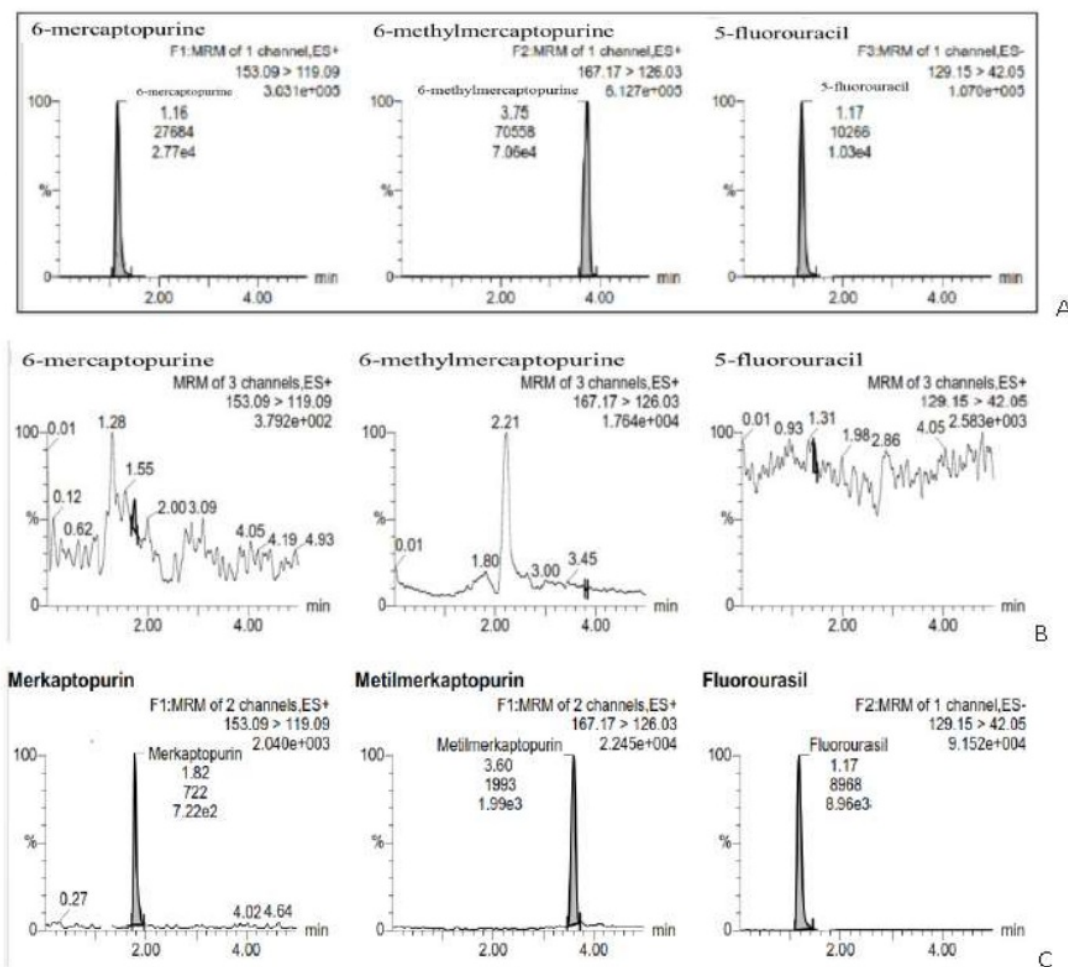 6-mercaptopurine
F1:MRM of 1 channel,ES+
153.09 > 119.09
3.031e+005
6-mercaptopurine
1.16
27684
2.77e4
100
%
0
2.00
4.00
min
6-methylmercaptopurine
F2:MRM of 1 channel,ES+
167.17 > 126.03
6.127e+005
6-methylmercaptopurine
3.75
70558
7.06e4
100
%
0
2.00
4.00
min
5-fluorouracil
F3:MRM of 1 channel,ES-
129.15 > 42.05
1.070e+005
5-fluorouracil
1.17
10266
1.03e4
100
%
0
2.00
4.00
min
A
6-mercaptopurine
MRM of 3 channels,ES+
153.09 > 119.09
3.792e+002
100
0.01
1.28
1.55
0.12
0.62
2.00
3.09
4.05
4.19
4.93
%
0
2.00
4.00
min
6-methylmercaptopurine
MRM of 3 channels,ES+
167.17 > 126.03
1.764e+004
100
2.21
0.01
1.80
3.00
3.45
%
0
2.00
4.00
min
5-fluorouracil
MRM of 3 channels,ES+
129.15 > 42.05
2.583e+003
100
0.01
0.93
1.31
1.98
2.86
4.05
%
0
2.00
4.00
min
B
Merkaptopurin
F1:MRM of 2 channels,ES+
153.09 > 119.09
2.040e+003
Merkaptopurin
1.82
722
7.22e2
100
%
0.27
4.02
4.64
0
2.00
4.00
min
Metilmerkaptopurin
F1:MRM of 2 channels,ES+
167.17 > 126.03
2.245e+004
Metilmerkaptopurin
3.60
1993
1.99e3
100
%
0
2.00
4.00
min
Fluorourasil
F2:MRM of 1 channel,ES-
129.15 > 42.05
9.152e+004
Fluorourasil
1.17
8968
8.96e3
100
%
0
2.00
4.00
min
C